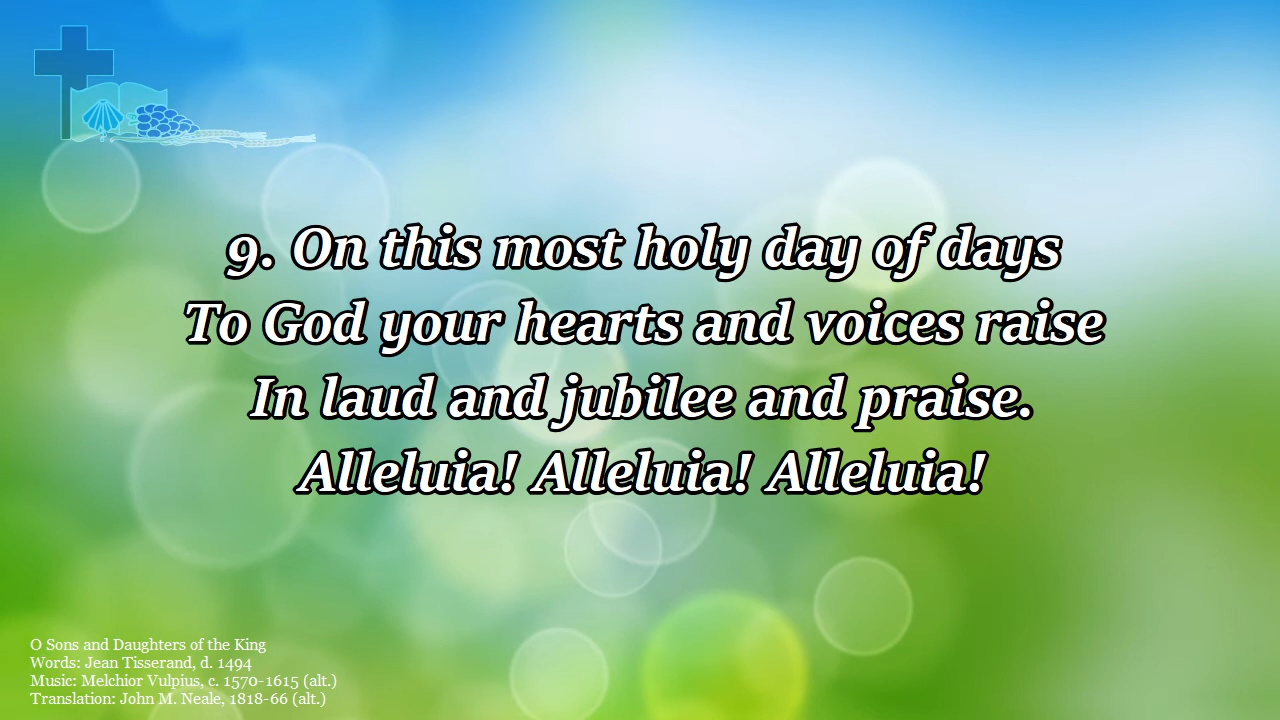 9. On this most holy day of days
To God your hearts and voices raise
In laud and jubilee and praise.
Alleluia! Alleluia! Alleluia!
O Sons and Daughters of the King
Words: Jean Tisserand, d. 1494
Music: Melchior Vulpius, c. 1570-1615 (alt.)
Translation: John M. Neale, 1818-66 (alt.)